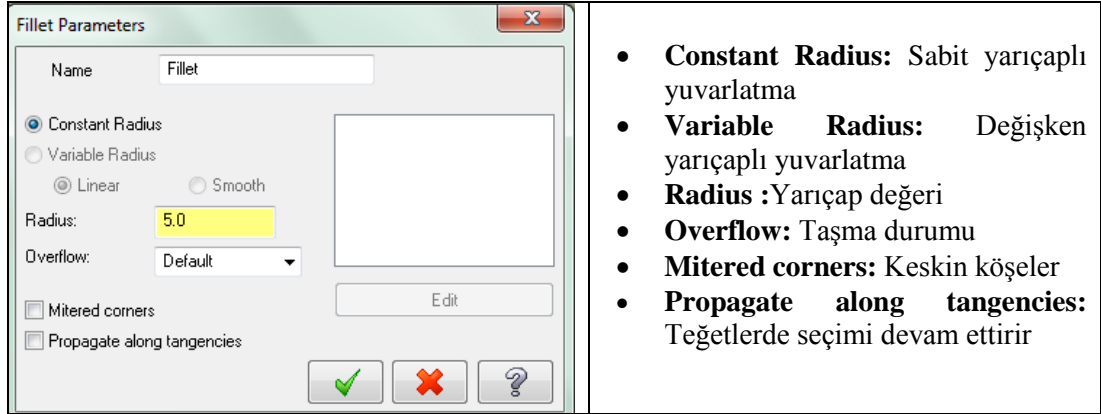 Fillet Parameters
Name Fillet
Constant Radius
Variable Radius
Linear Smooth
Radius: 5.0
Overflow: Default
Edit
Mitered corners
Propagate along tangencies
• Constant Radius: Sabit yarıçaplı
yuvarlatma
• Variable Radius: Değişken
yarıçaplı yuvarlatma
• Radius :Yarıçap değeri
• Overflow: Taşma durumu
• Mitered corners: Keskin köşeler
• Propagate along tangencies:
Teğetlerde seçimi devam ettirir